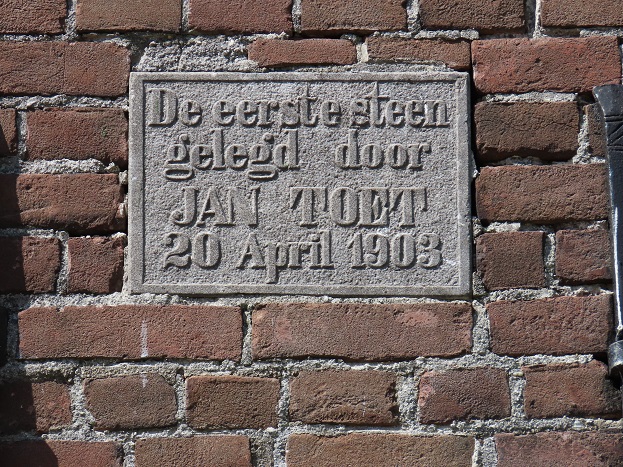 De eerste steen
gelegd door
JAN TOET
20 April 1903